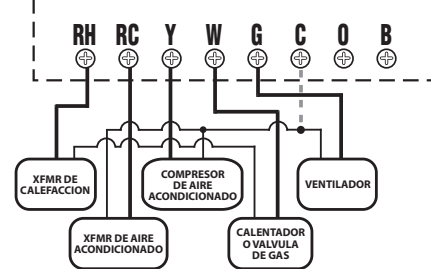 RH RC Y W G C O B
XFMR DE
CALEFACCION
COMPRESOR
DE AIRE
ACONDICIONADO
VENTILADOR
XFMR DE AIRE
ACONDICIONADO
CALENTADOR
O VALVULA
DE GAS